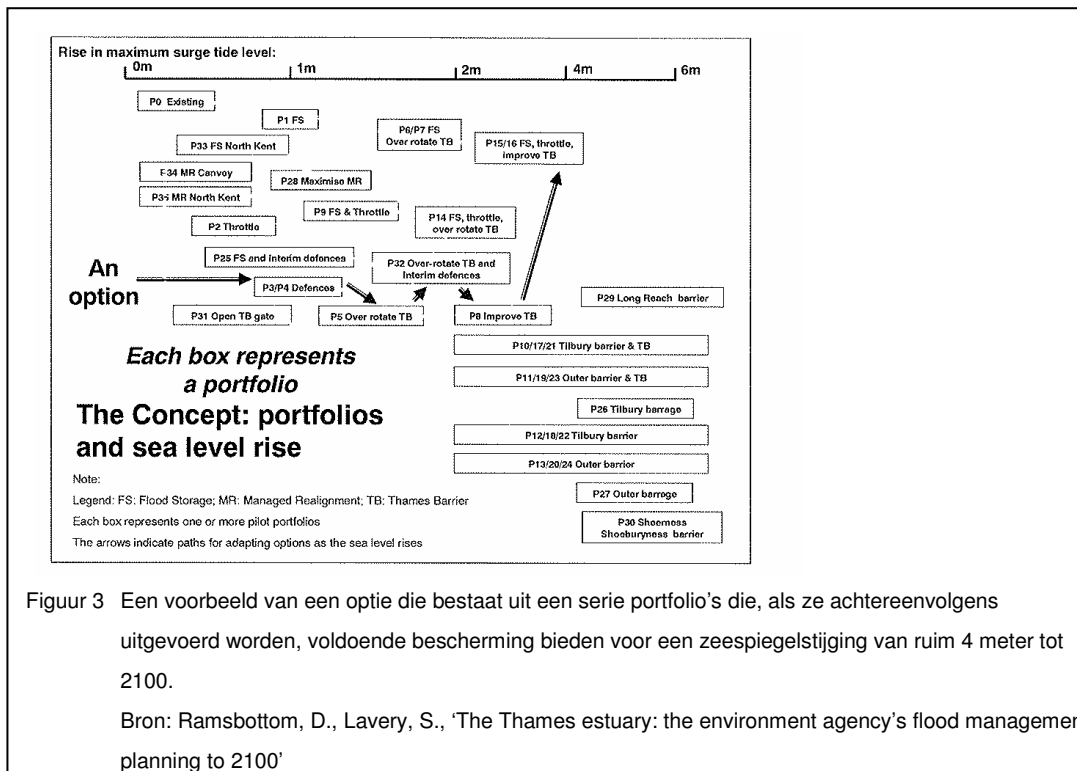 Rise in maximum surge tide level:
0m 1m 2m 4m 6m
P0 Existing
P1 FS
P6/P7 FS
Over rotate TB
P33 FS North Kent
P15/16 FS, throttle,
improve TB
P34 MR Canvoy
P28 Maximise MR
P35 MR North Kent
P9 FS & Throttle
P14 FS, throttle,
over rotate TB
P2 Throttle
P25 FS and interim defences
P32 Over-rotate TB and
Interim defences
An
option
P3/P4 Defences
P29 Long Reach barrier
P31 Open TB gate
P5 Over rotate TB
P8 Improve TB
P10/17/21 Tilbury barrier & TB
Each box represents
a portfolio
P11/19/23 Outer barrier & TB
The Concept: portfolios
and sea level rise
P26 Tilbury barrage
P12/18/22 Tilbury barrier
P13/20/24 Outer barrier
Note:
P27 Outer barrage
Legend: FS: Flood Storage; MR: Managed Realignment; TB: Thames Barrier
Each box represents one or more pilot portfolios
P30 Sheerness
Shoeburyness barrier
The arrows indicate paths for adapting options as the sea level rises
Figuur 3 Een voorbeeld van een optie die bestaat uit een serie portfolio's die, als ze achtereenvolgens
uitgevoerd worden, voldoende bescherming bieden voor een zeespiegelstijging van ruim 4 meter tot
2100.
Bron: Ramsbottom, D., Lavery, S., 'The Thames estuary: the environment agency's flood managemen
planning to 2100'